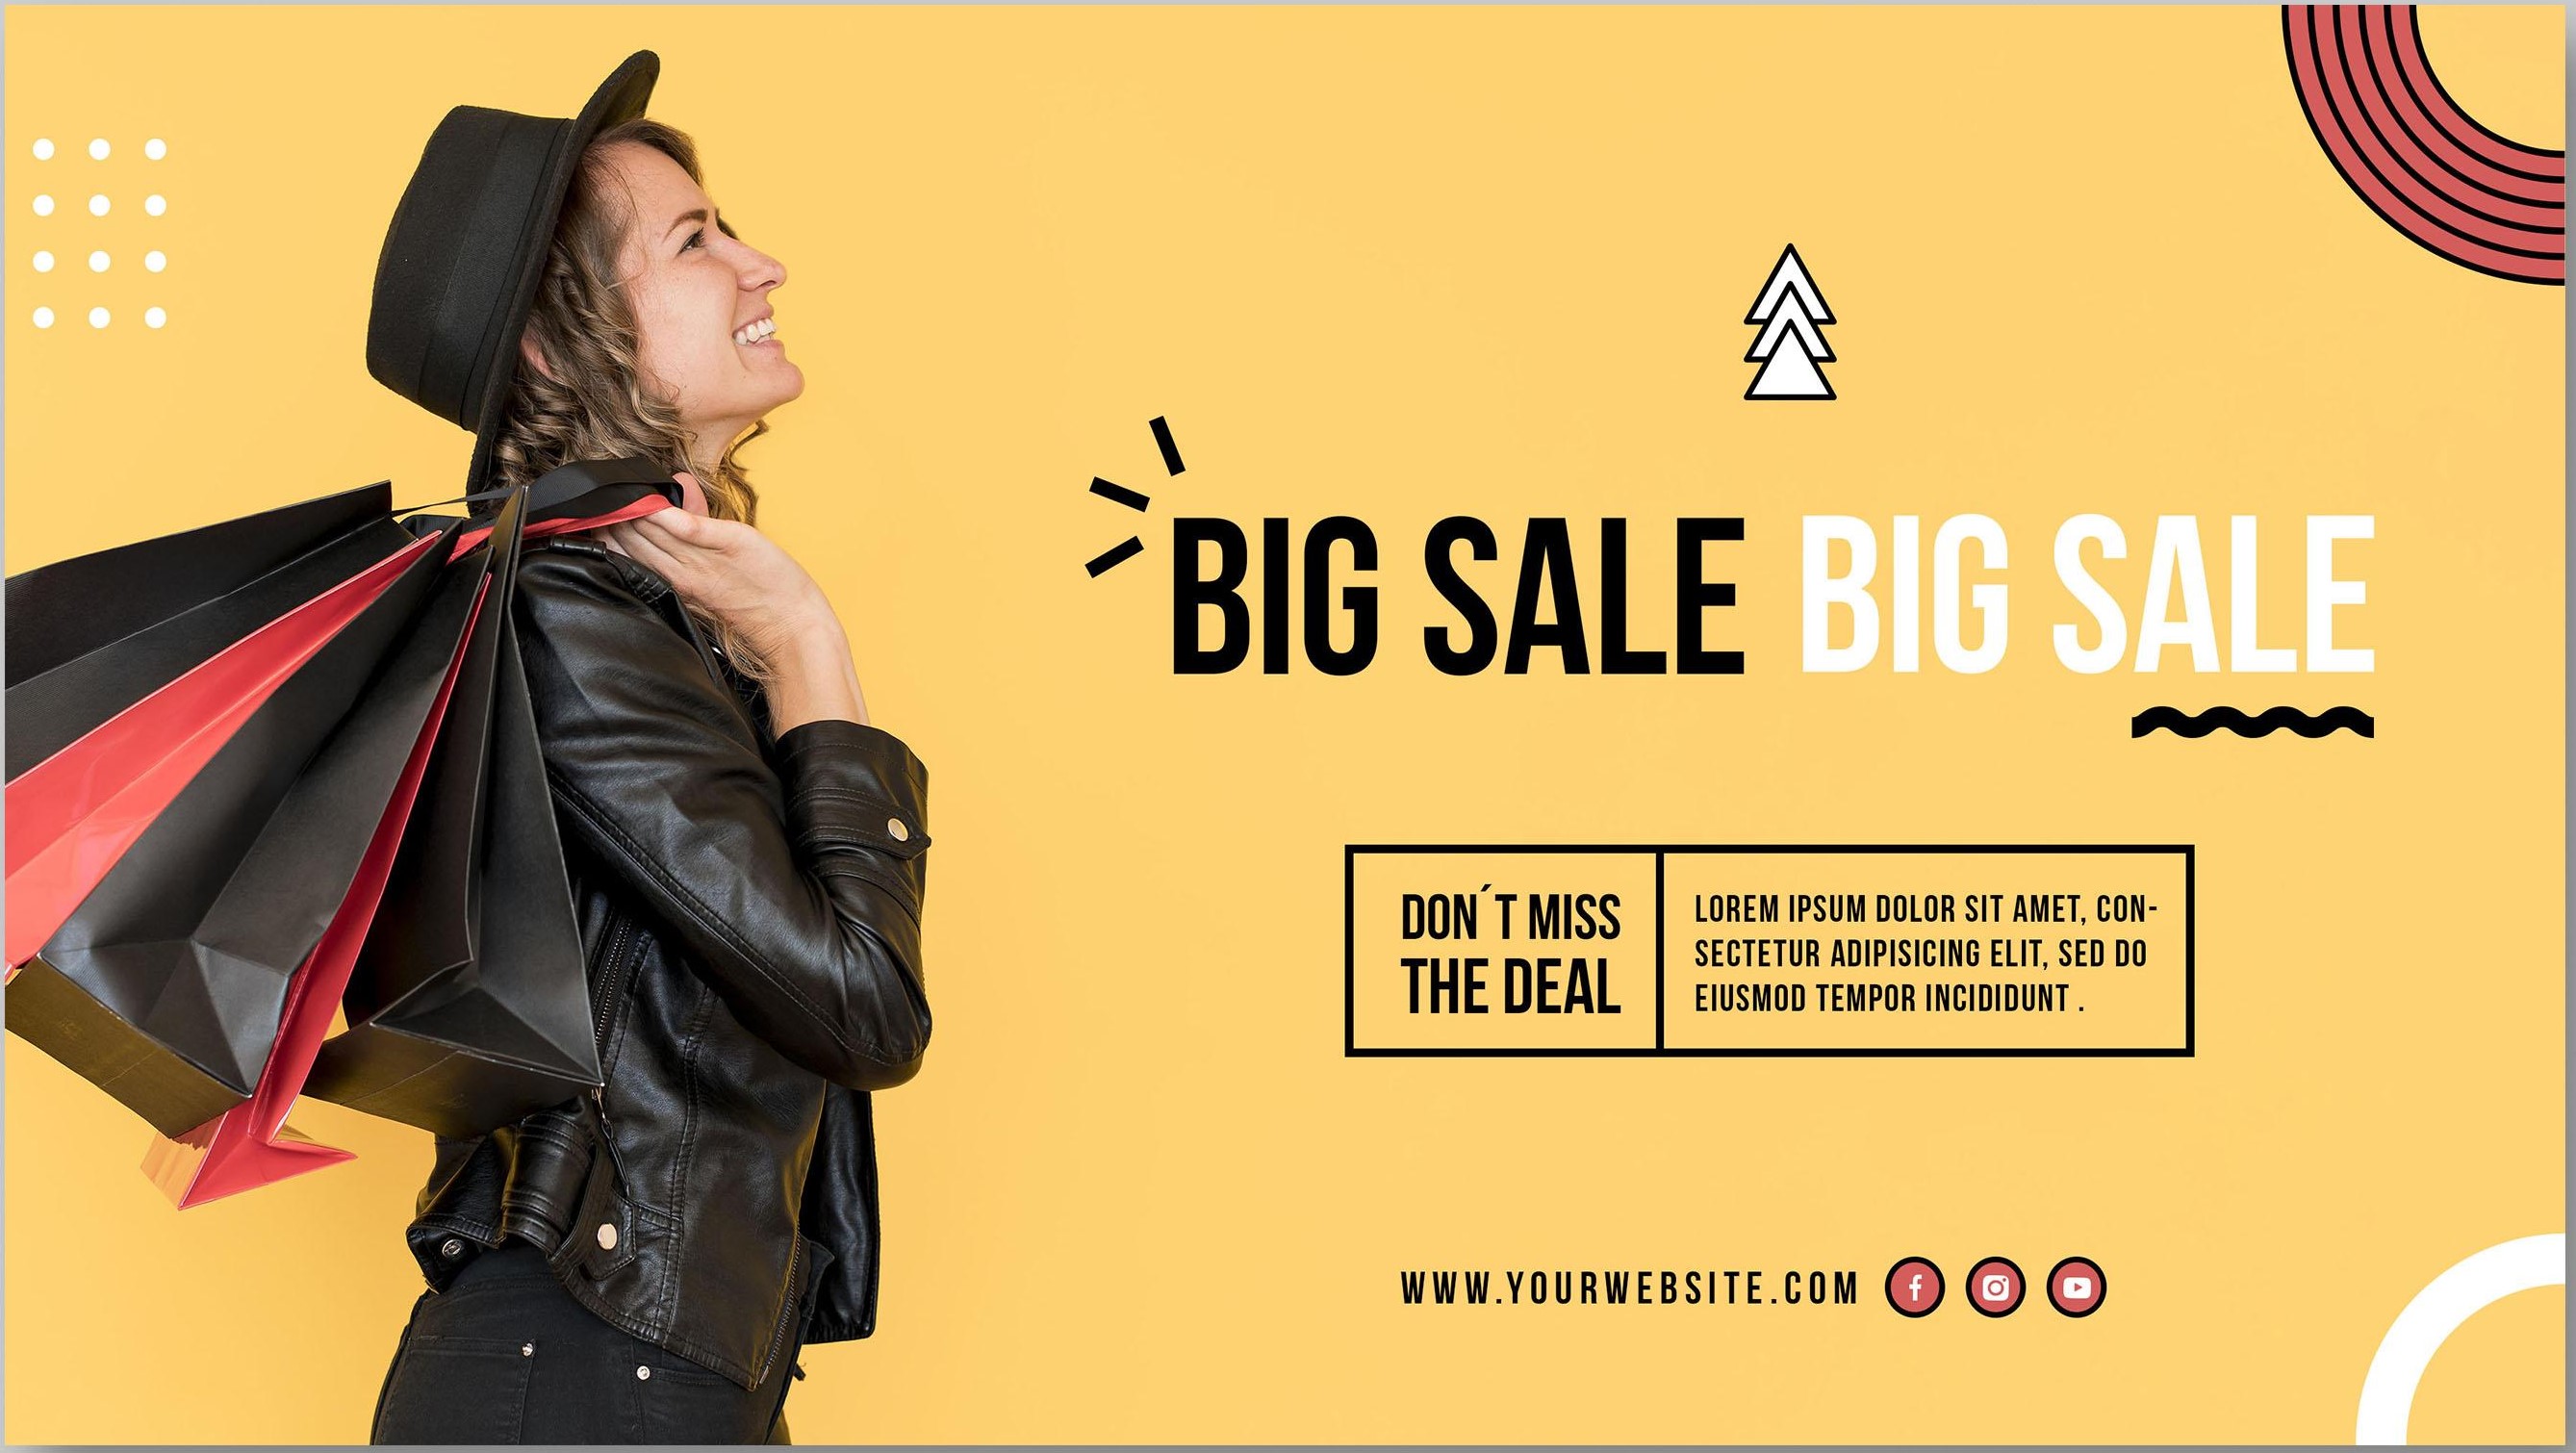 BIG SALE BIG SALE
DON´T MISS
THE DEAL
LOREM IPSUM DOLOR SIT AMET, CON-
SECTETUR ADIPISICING ELIT, SED DO
EIUSMOD TEMPOR INCIDIDUNT .
WWW.YOURWEBSITE.COM